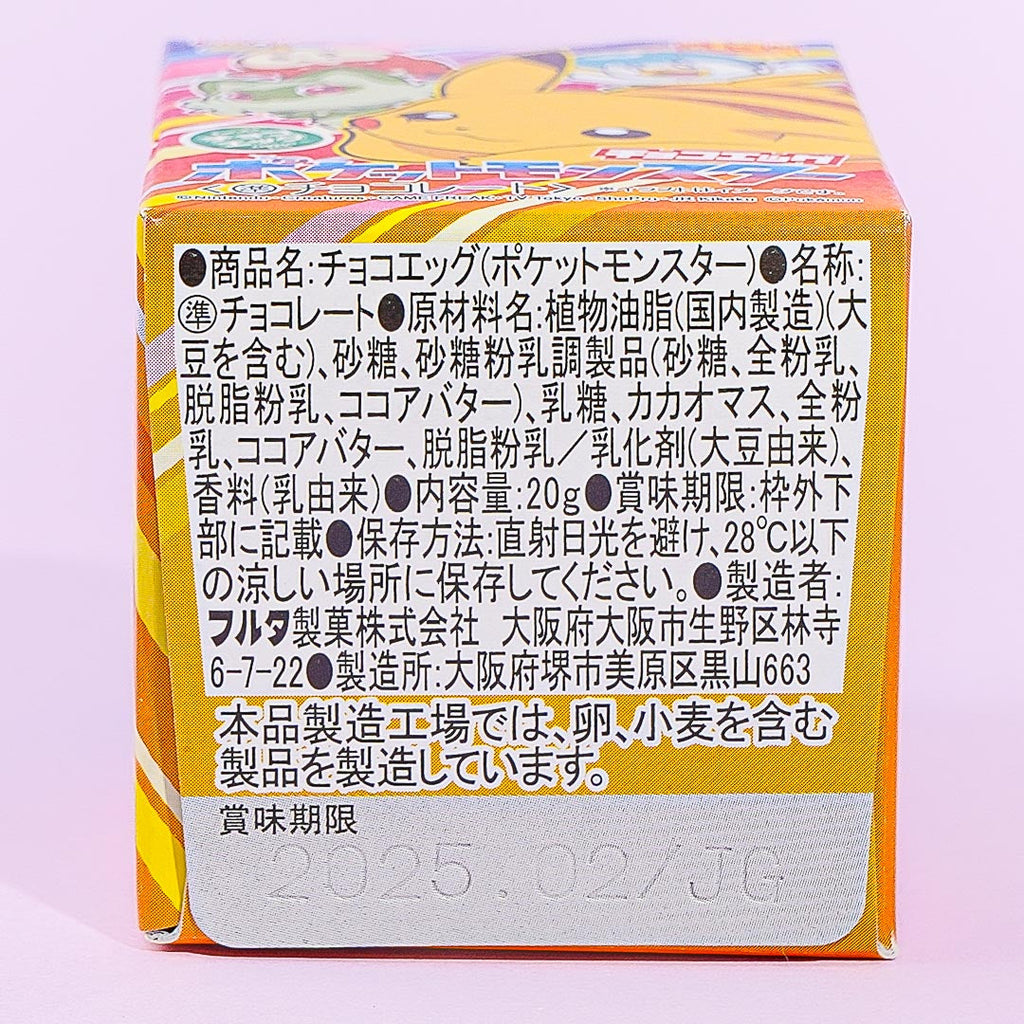 チョコエッグ
ポケットモンスター
<準チョコレート> ※イラストはイメージです。
●商品名:チョコエッグ(ポケットモンスター)●名称:
準チョコレート●原材料名:植物油脂(国内製造)(大
豆を含む)、砂糖、砂糖粉乳調製品(砂糖、全粉乳、
脱脂粉乳、ココアバター)、乳糖、カカオマス、全粉
乳、ココアバター、脱脂粉乳/乳化剤(大豆由来)、
香料(乳由来)●内容量:20g●賞味期限:枠外下
部に記載●保存方法:直射日光を避け、28℃以下
の涼しい場所に保存してください。●製造者:
フルタ製菓株式会社 大阪府大阪市生野区林寺
6-7-22●製造所:大阪府堺市美原区黒山663
本品製造工場では、卵、小麦を含む
製品を製造しています。
賞味期限
2025.02/JG